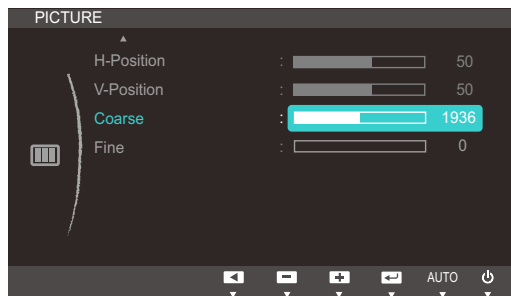 PICTURE
H-Position : 50
V-Position : 50
Coarse : 1936
Fine : 0
AUTO